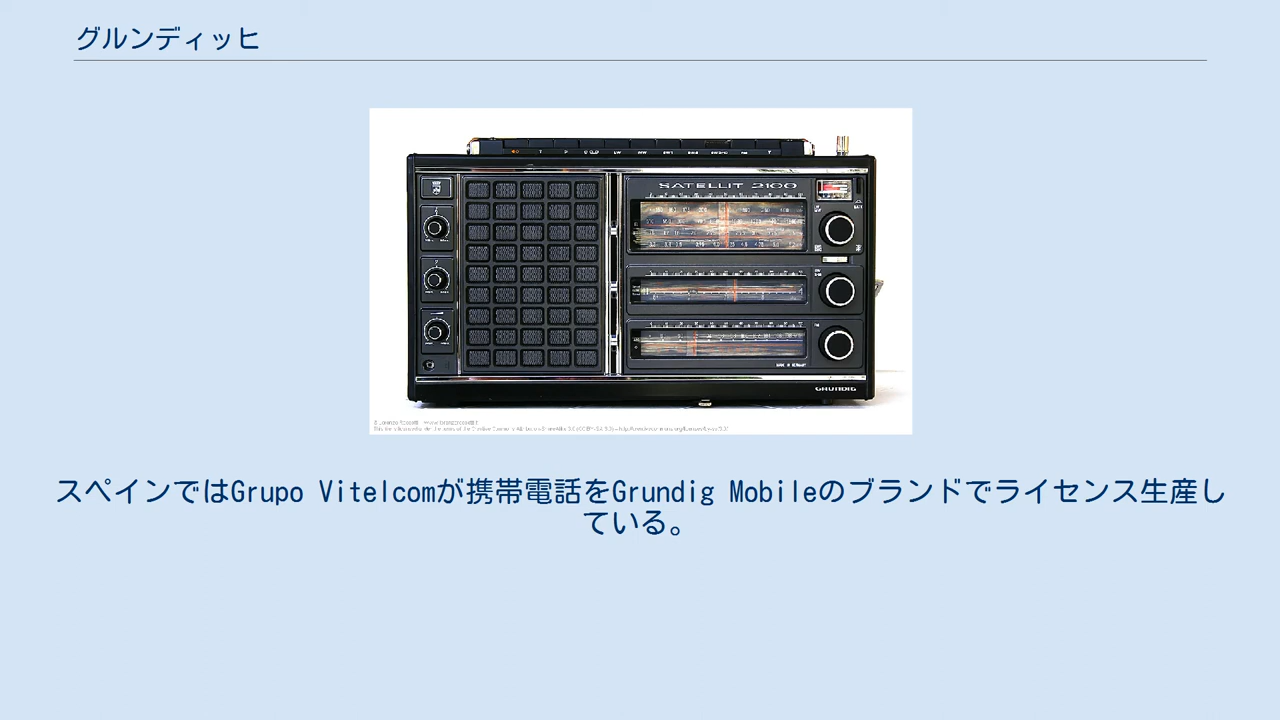 グルンディッヒ
SATELLIT 2100
MADE IN GERMANY
GRUNDIG
スペインではGrupo Vitelcomが携帯電話をGrundig Mobileのブランドでライセンス生産し
ている。